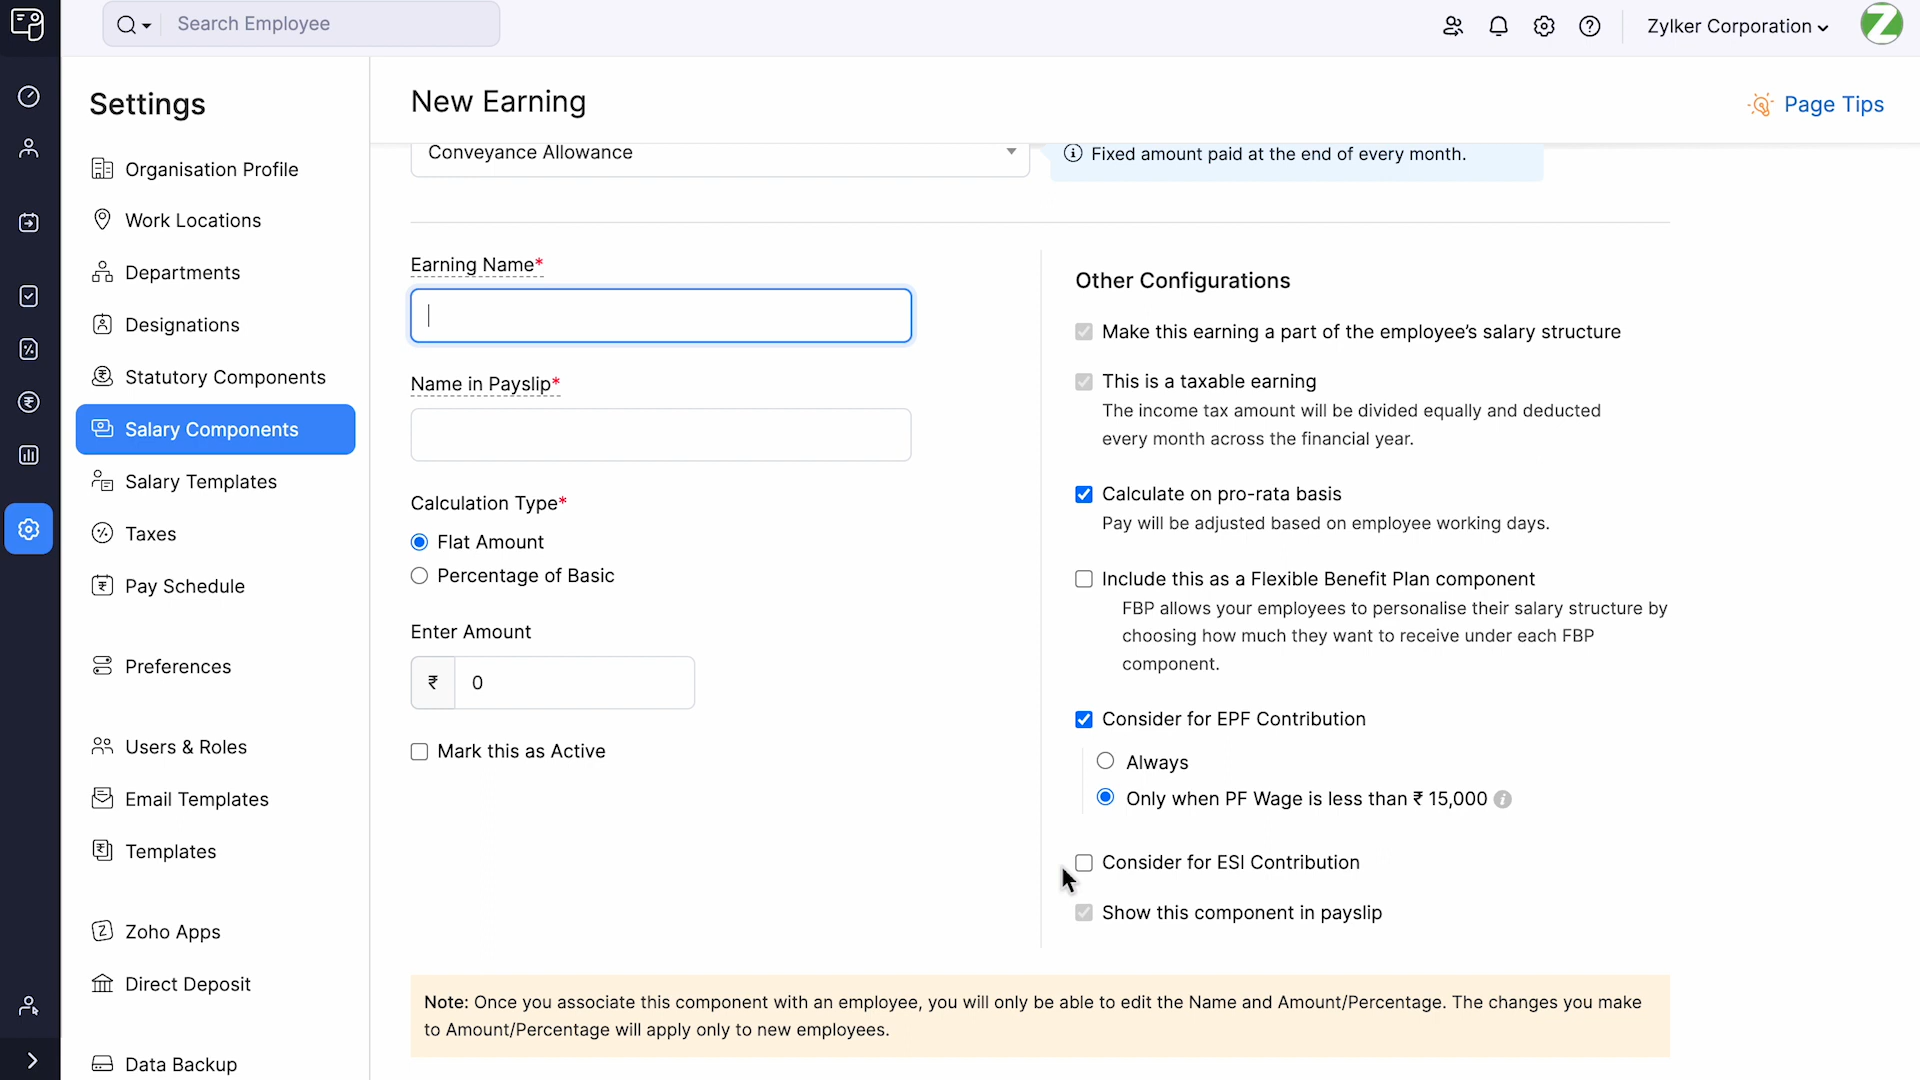 Search Employee
Zylker Corporation
Z
Settings
Organisation Profile
Work Locations
Departments
Designations
Statutory Components
Salary Components
Salary Templates
Taxes
Pay Schedule
Preferences
Users & Roles
Email Templates
Templates
Zoho Apps
Direct Deposit
Data Backup
New Earning
Page Tips
Conveyance Allowance
Fixed amount paid at the end of every month.
Earning Name*
Name in Payslip*
Calculation Type*
Flat Amount
Percentage of Basic
Enter Amount
₹ 0
Mark this as Active
Other Configurations
Make this earning a part of the employee’s salary structure
This is a taxable earning
The income tax amount will be divided equally and deducted
every month across the financial year.
Calculate on pro-rata basis
Pay will be adjusted based on employee working days.
Include this as a Flexible Benefit Plan component
FBP allows your employees to personalise their salary structure by
choosing how much they want to receive under each FBP
component.
Consider for EPF Contribution
Always
Only when PF Wage is less than ₹ 15,000
Consider for ESI Contribution
Show this component in payslip
Note: Once you associate this component with an employee, you will only be able to edit the Name and Amount/Percentage. The changes you make
to Amount/Percentage will apply only to new employees.